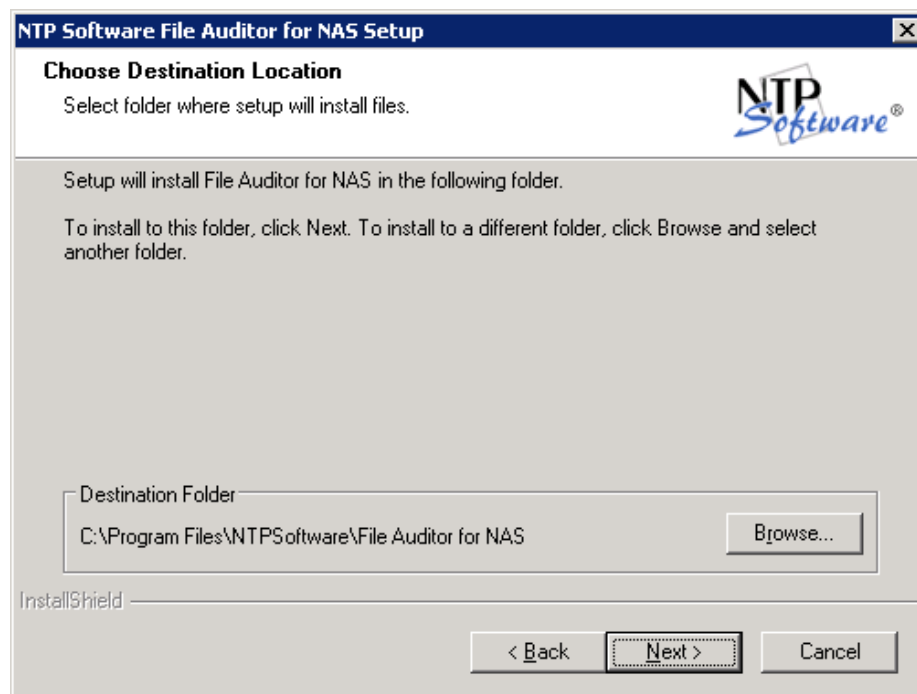 NTP Software File Auditor for NAS Setup
Choose Destination Location
Select folder where setup will install files.
NTP
Software®
Setup will install File Auditor for NAS in the following folder.
To install to this folder, click Next. To install to a different folder, click Browse and select
another folder.
Destination Folder
C:\Program Files\NTPSoftware\File Auditor for NAS
Browse...
InstallShield
< Back
Next >
Cancel